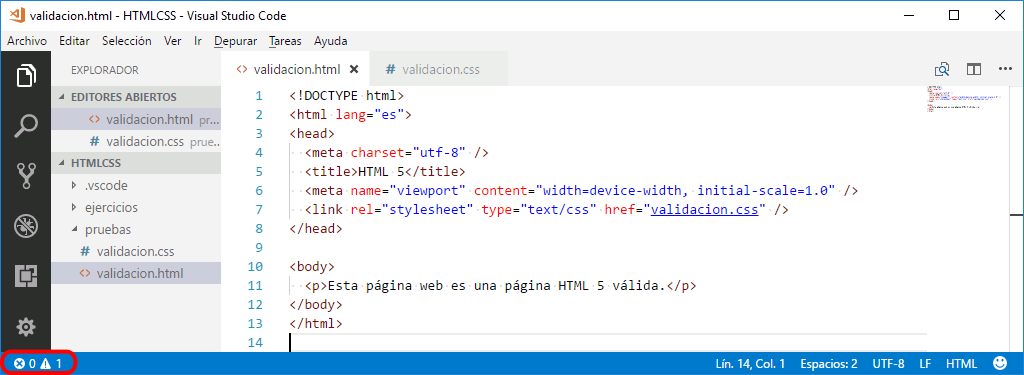 validacion.html - HTMLCSS - Visual Studio Code
Archivo Editar Selección Ver Ir Depurar Tareas Ayuda
EXPLORADOR
EDITORES ABIERTOS
<> validacion.html pr...
# validacion.css prue...
HTMLCSS
.vscode
ejercicios
pruebas
# validacion.css
<> validacion.html
<> validacion.html # validacion.css
1 <!DOCTYPE html>
2 <html lang="es">
3 <head>
4 <meta charset="utf-8" />
5 <title>HTML 5</title>
6 <meta name="viewport" content="width=device-width, initial-scale=1.0" />
7 <link rel="stylesheet" type="text/css" href="validacion.css" />
8 </head>
9
10 <body>
11 <p>Esta página web es una página HTML 5 válida.</p>
12 </body>
13 </html>
14
0 1 Lín. 14, Col. 1 Espacios: 2 UTF-8 LF HTML